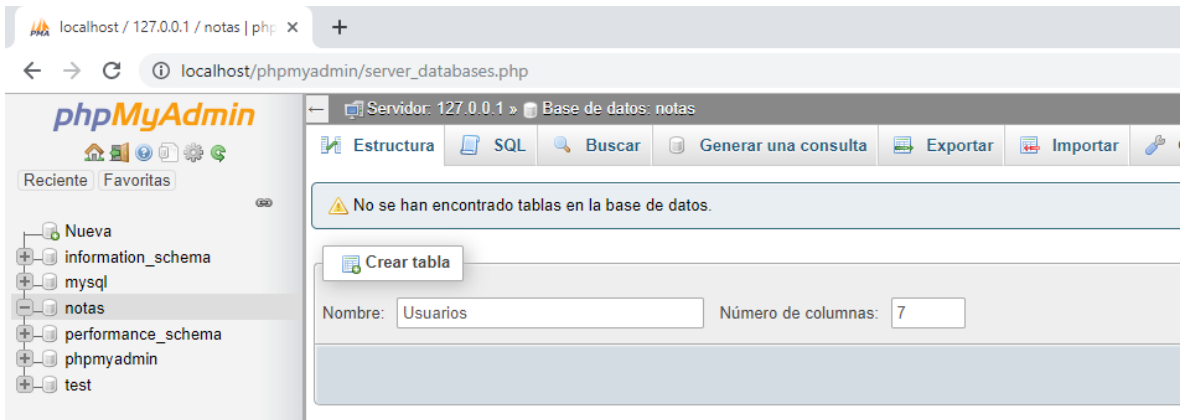 localhost / 127.0.0.1 / notas | php
localhost/phpmyadmin/server_databases.php
phpMyAdmin
Reciente Favoritas
Nueva
information_schema
mysql
notas
performance_schema
phpmyadmin
test
Servidor: 127.0.0.1 » Base de datos: notas
Estructura SQL Buscar Generar una consulta Exportar Importar
No se han encontrado tablas en la base de datos.
Crear tabla
Nombre: Usuarios Número de columnas: 7